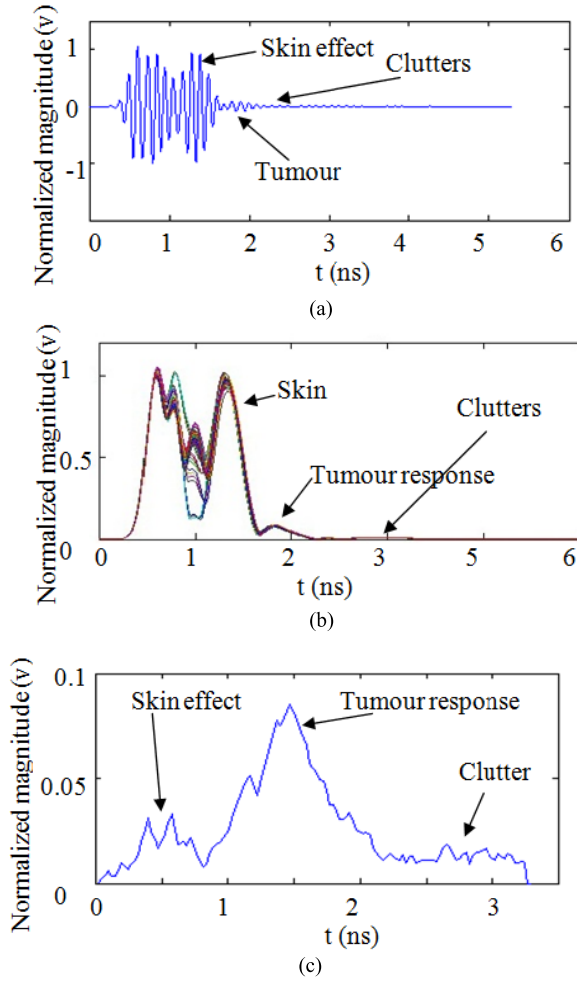 Normalized magnitude (v)
1
0
-1
Skin effect
Clutters
Tumour
0 1 2 3 4 5 6
t (ns)
(a)
Normalized magnitude (v)
1
0.5
0
Skin
Clutters
Tumour response
1 2 3 4 5 6
t (ns)
(b)
Normalized magnitude (v)
0.1
0.05
0
Skin effect
Tumour response
Clutter
0 1 2 3
t (ns)
(c)